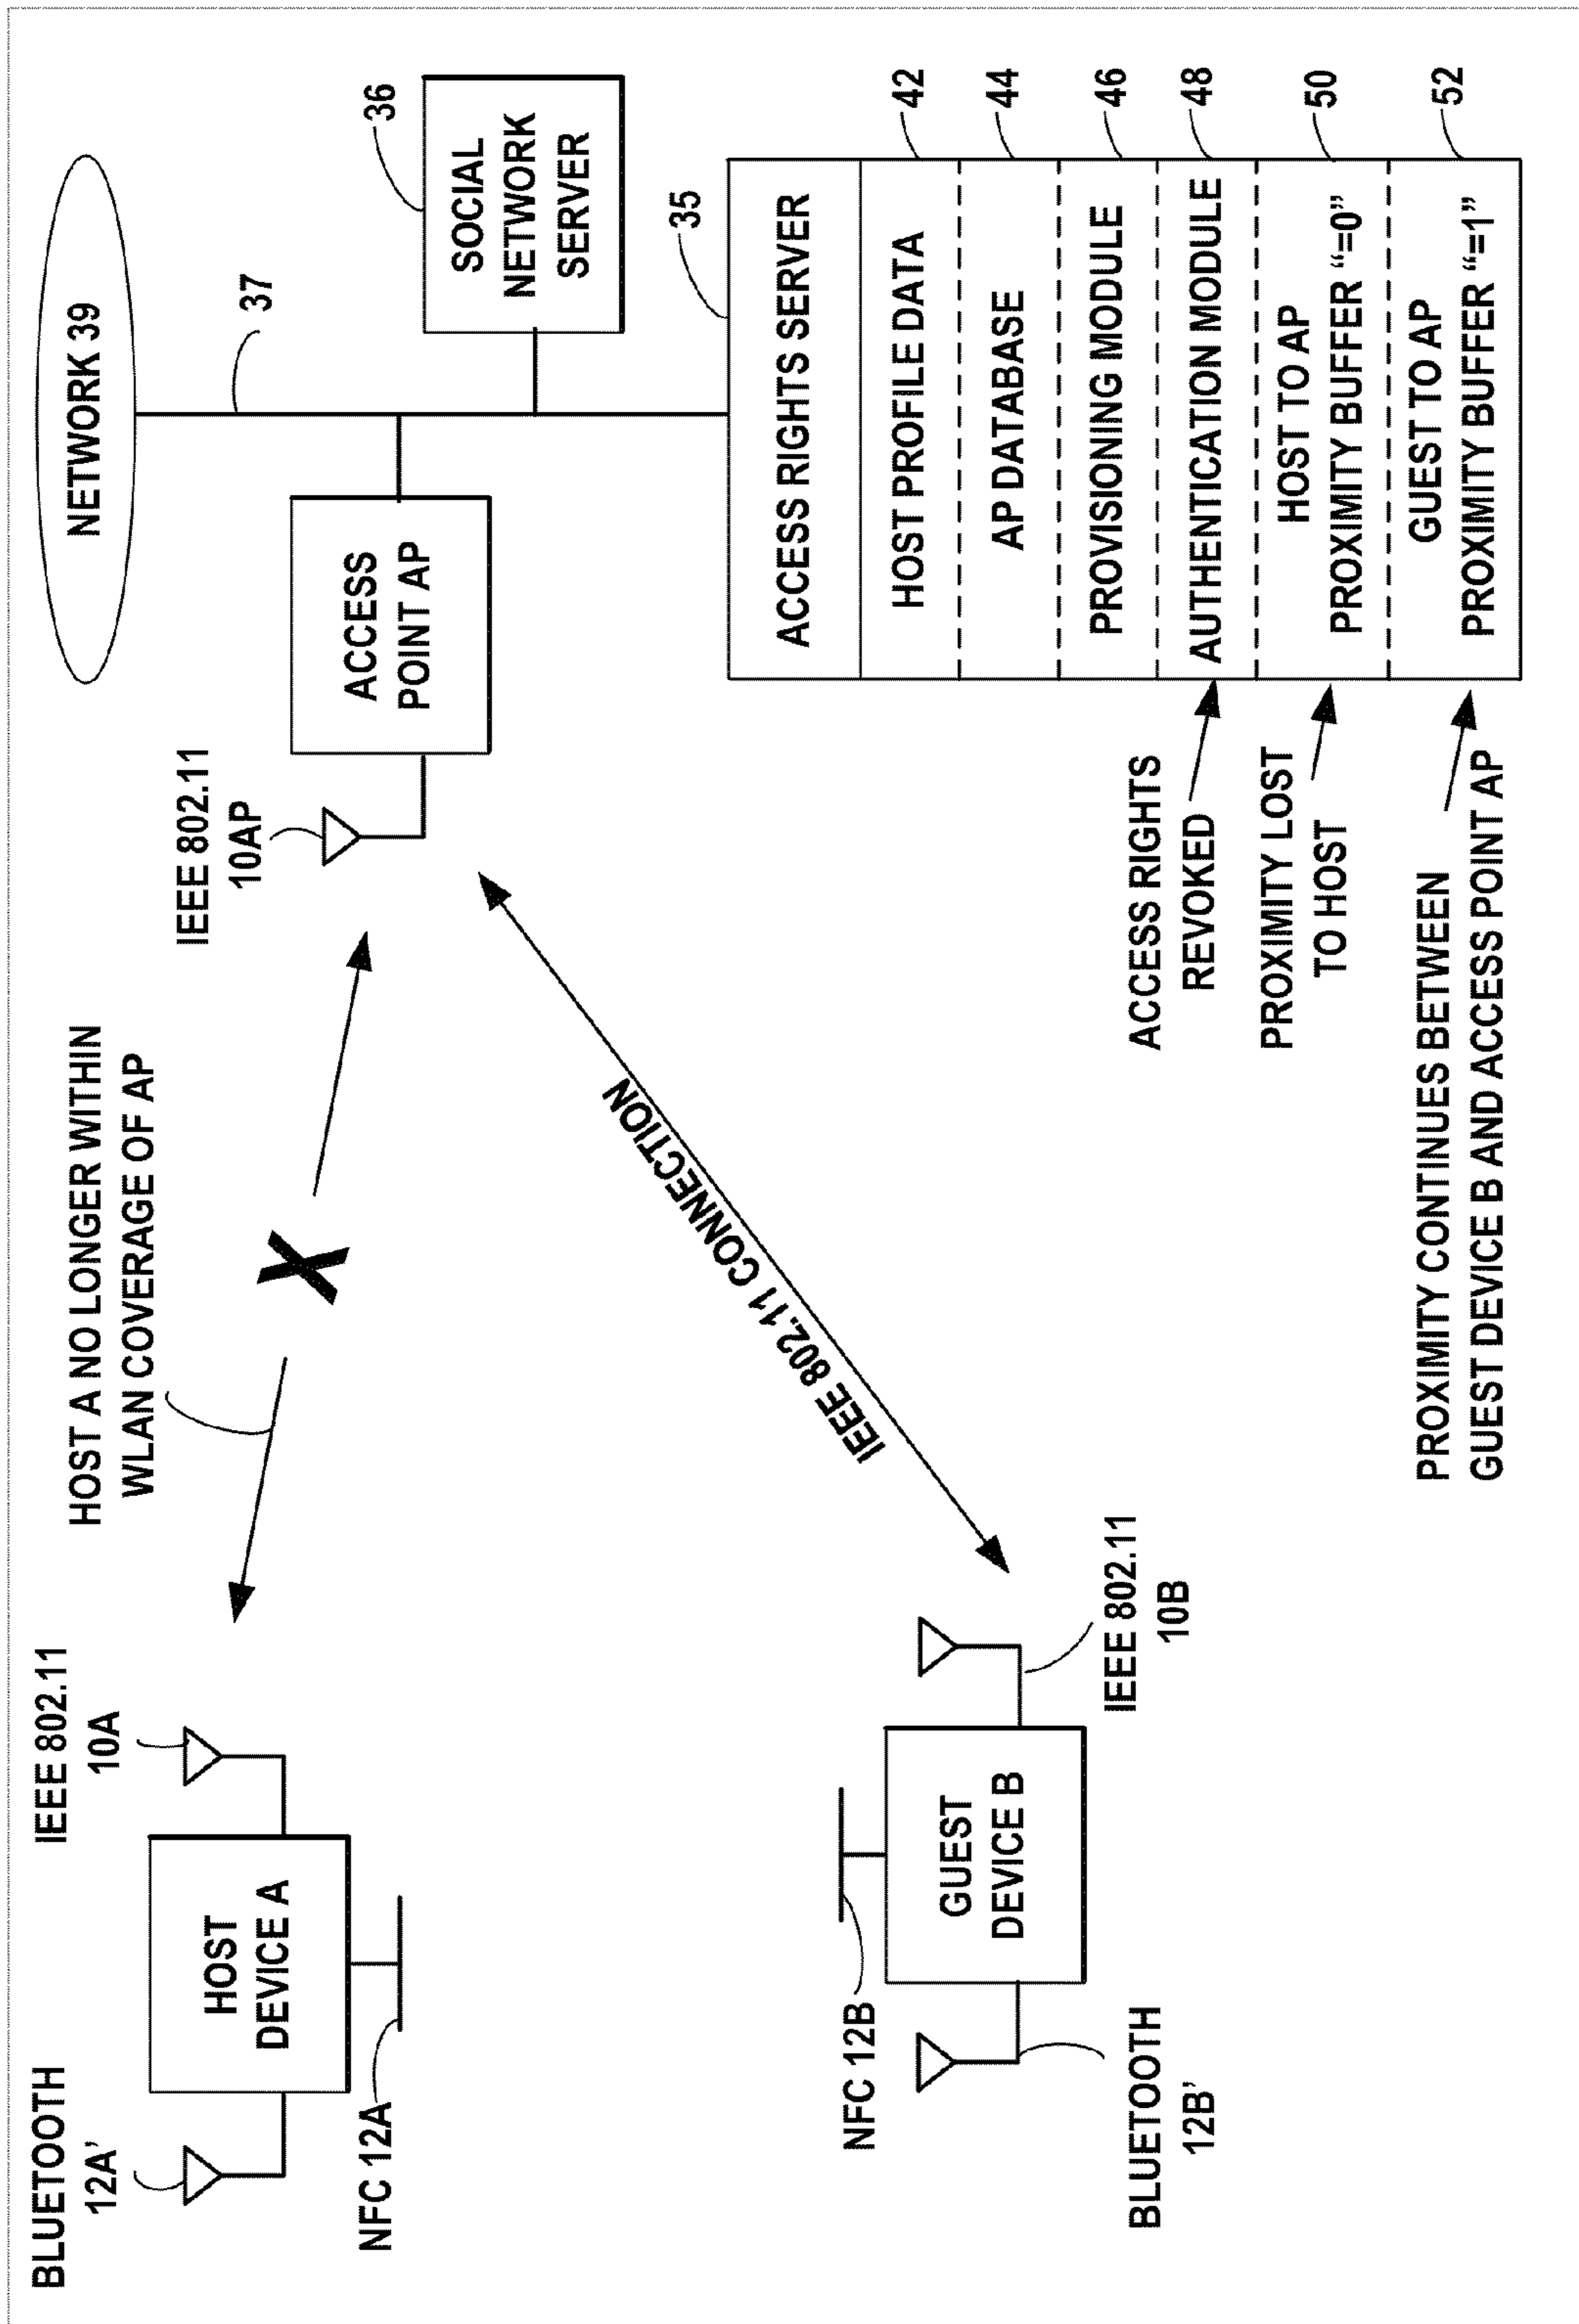 BLUETOOTH
12A'
IEEE 802.11
10A
HOST
DEVICE A
NFC 12A
HOST A NO LONGER WITHIN
WLAN COVERAGE OF AP
X
IEEE 802.11
10AP
ACCESS
POINT AP
NETWORK 39
37
36
SOCIAL
NETWORK
SERVER
IEEE 802.11 CONNECTION
NFC 12B
GUEST
DEVICE B
BLUETOOTH
12B'
IEEE 802.11
10B
35
ACCESS RIGHTS SERVER
HOST PROFILE DATA
42
AP DATABASE
44
PROVISIONING MODULE
46
AUTHENTICATION MODULE
48
HOST TO AP
PROXIMITY BUFFER “=0”
50
GUEST TO AP
PROXIMITY BUFFER “=1”
52
ACCESS RIGHTS
REVOKED
PROXIMITY LOST
TO HOST
PROXIMITY CONTINUES BETWEEN
GUEST DEVICE B AND ACCESS POINT AP